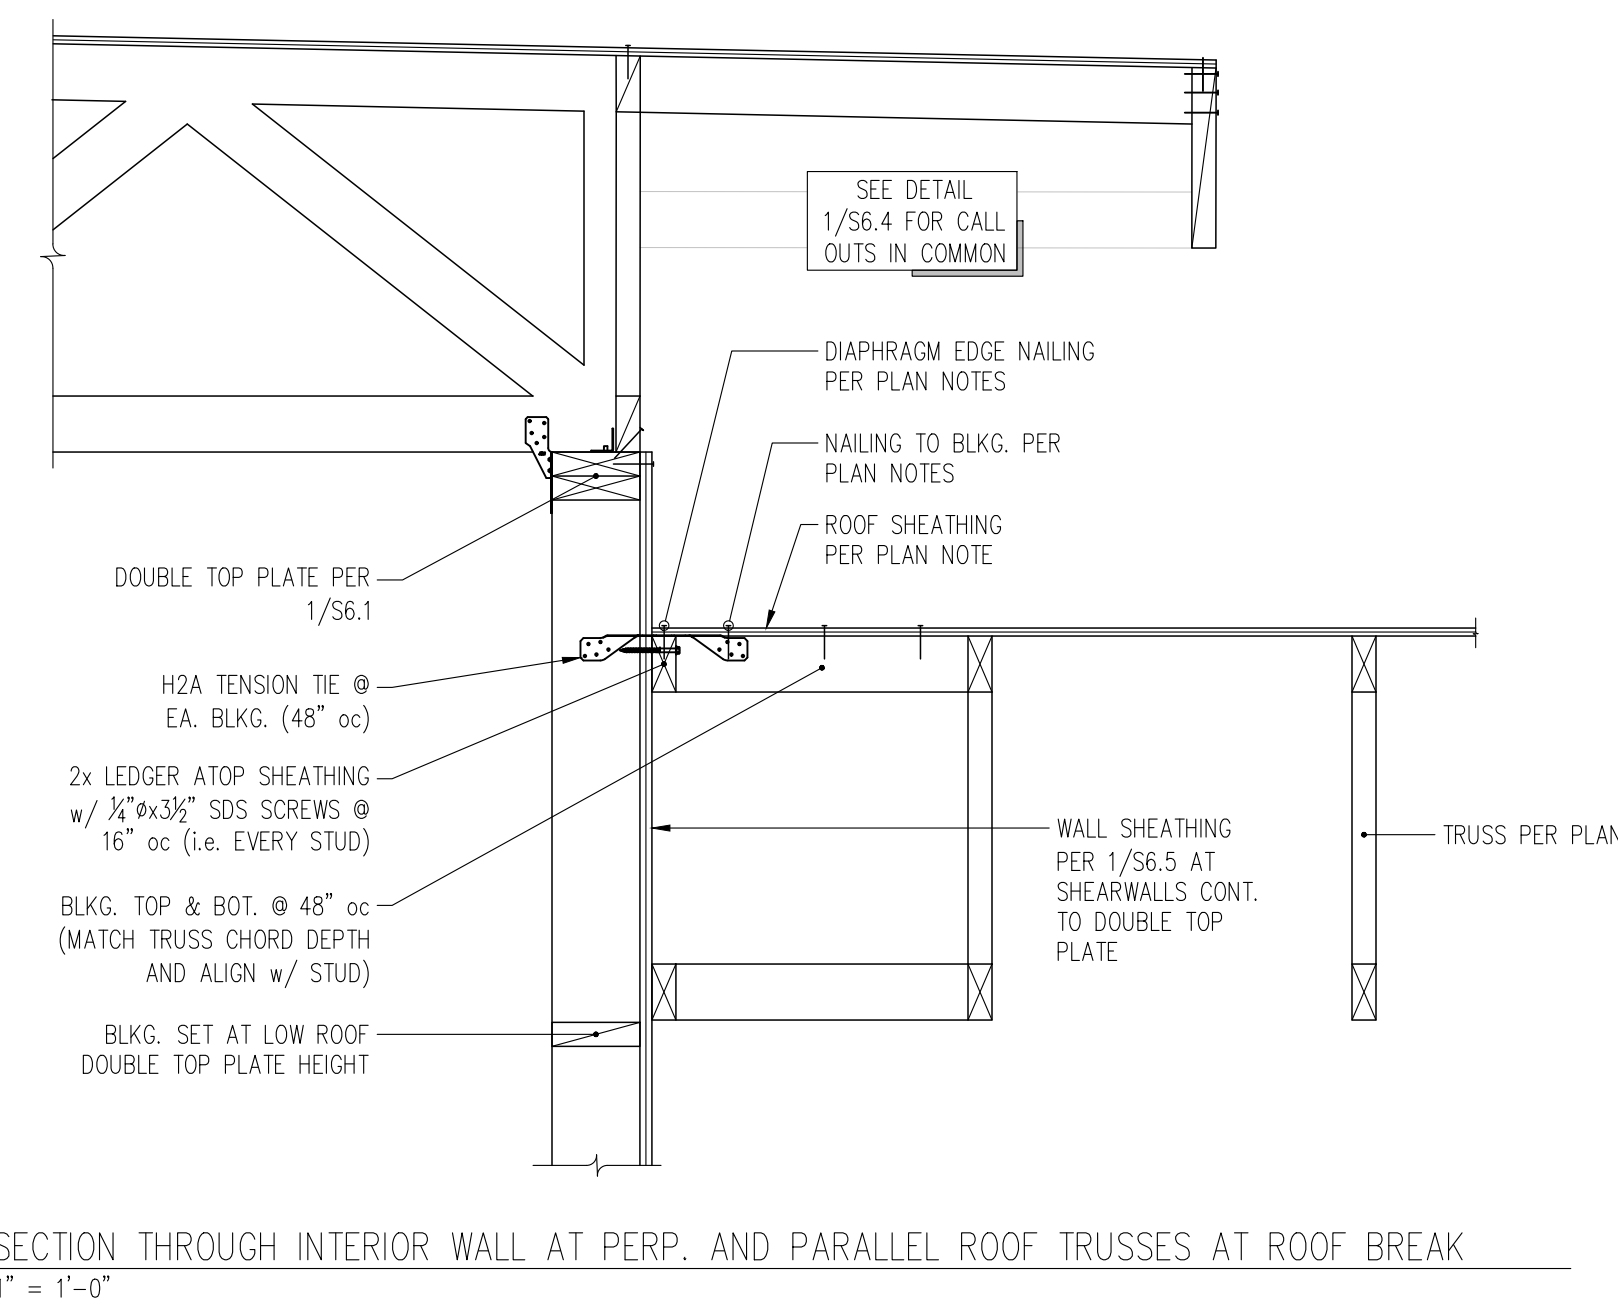 SEE DETAIL
1/S6.4 FOR CALL
OUTS IN COMMON
DIAPHRAGM EDGE NAILING
PER PLAN NOTES
NAILING TO BLKG. PER
PLAN NOTES
ROOF SHEATHING
PER PLAN NOTE
DOUBLE TOP PLATE PER
1/S6.1
H2A TENSION TIE @
EA. BLKG. (48" oc)
2x LEDGER ATOP SHEATHING
w/ ¼"øx3½" SDS SCREWS @
16" oc (i.e. EVERY STUD)
BLKG. TOP & BOT. @ 48" oc
(MATCH TRUSS CHORD DEPTH
AND ALIGN w/ STUD)
BLKG. SET AT LOW ROOF
DOUBLE TOP PLATE HEIGHT
WALL SHEATHING
PER 1/S6.5 AT
SHEARWALLS CONT.
TO DOUBLE TOP
PLATE
TRUSS PER PLAN
SECTION THROUGH INTERIOR WALL AT PERP. AND PARALLEL ROOF TRUSSES AT ROOF BREAK
1" = 1'-0"